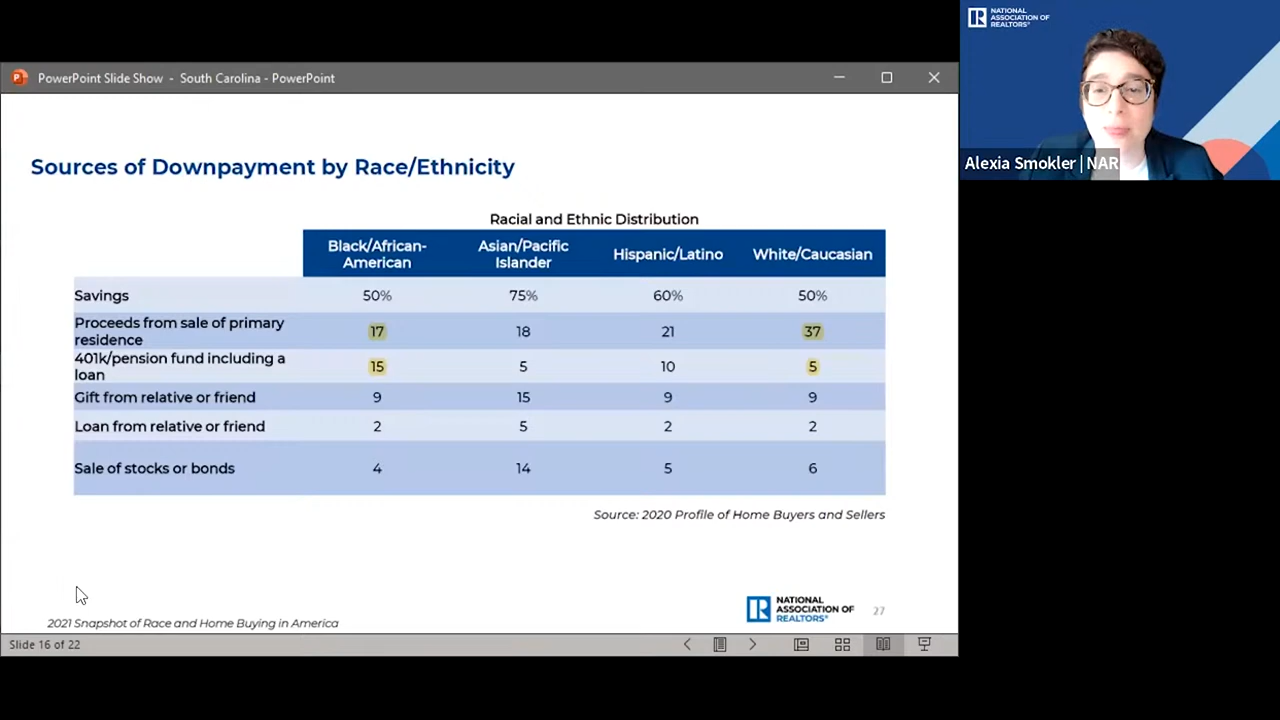 NATIONAL
ASSOCIATION OF
REALTORS®
PowerPoint Slide Show - South Carolina - PowerPoint
Alexia Smokler | NAR
Sources of Downpayment by Race/Ethnicity
Racial and Ethnic Distribution
Black/African-
American
Asian/Pacific
Islander
Hispanic/Latino
White/Caucasian
Savings 50% 75% 60% 50%
Proceeds from sale of primary
residence 17 18 21 37
401k/pension fund including a
loan 15 5 10 5
Gift from relative or friend 9 15 9 9
Loan from relative or friend 2 5 2 2
Sale of stocks or bonds 4 14 5 6
Source: 2020 Profile of Home Buyers and Sellers
NATIONAL
ASSOCIATION OF
REALTORS®
27
2021 Snapshot of Race and Home Buying in America
Slide 16 of 22